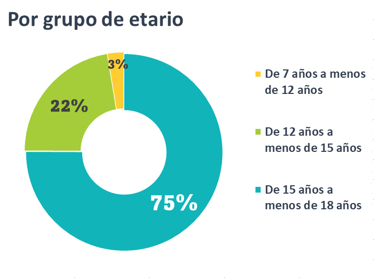 Por grupo de etario
3%
22%
75%
De 7 años a menos
de 12 años
De 12 años a
menos de 15 años
De 15 años a
menos de 18 años